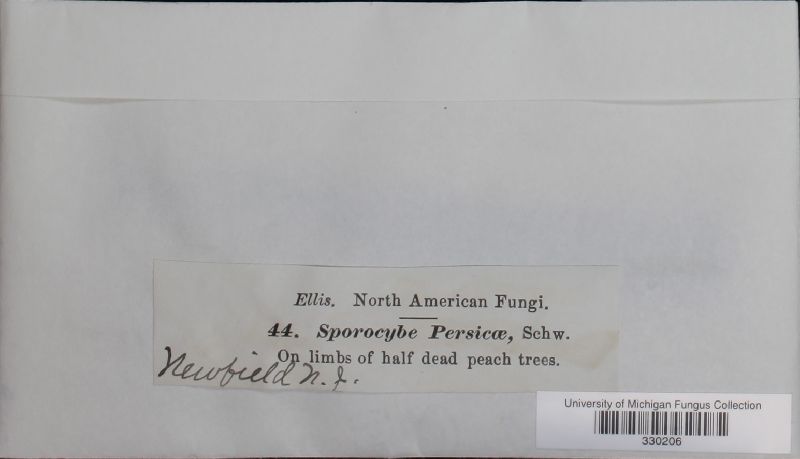 Ellis. North American Fungi.
44. Sporocybe Persicæ, Schw.
On limbs of half dead peach trees.
Newfield N. J.
University of Michigan Fungus Collection
330206